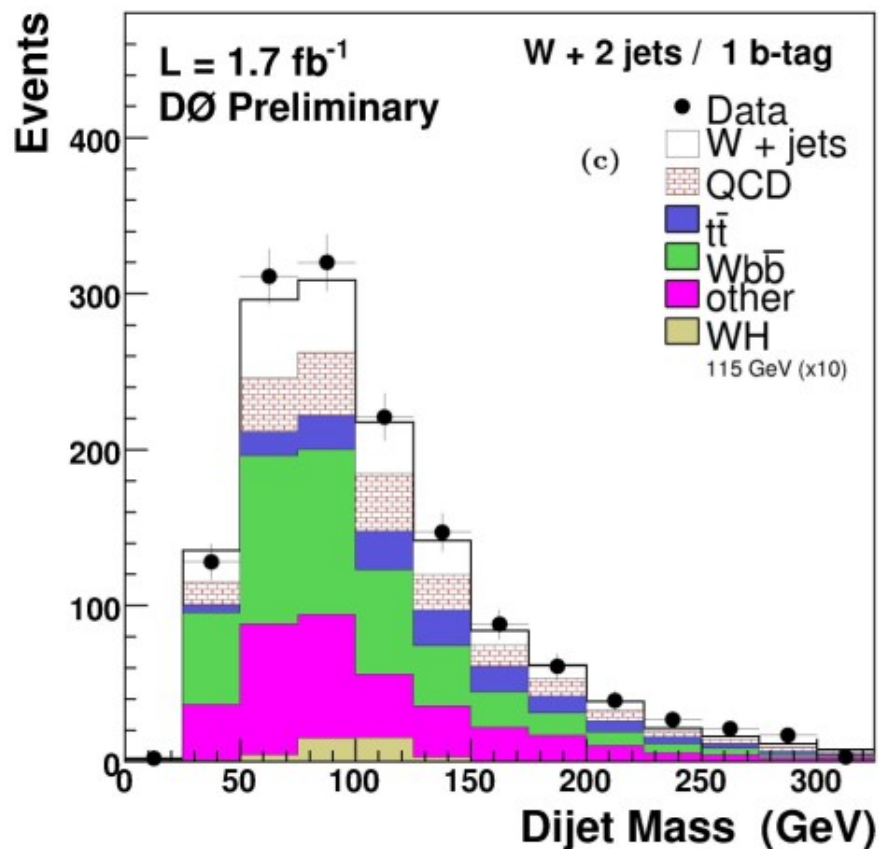 Events
L = 1.7 fb⁻¹
DØ Preliminary
W + 2 jets / 1 b-tag
(c)
Data
W + jets
QCD
tt̄
Wbb̄
other
WH
115 GeV (x10)
400
300
200
100
0
0 50 100 150 200 250 300
Dijet Mass (GeV)